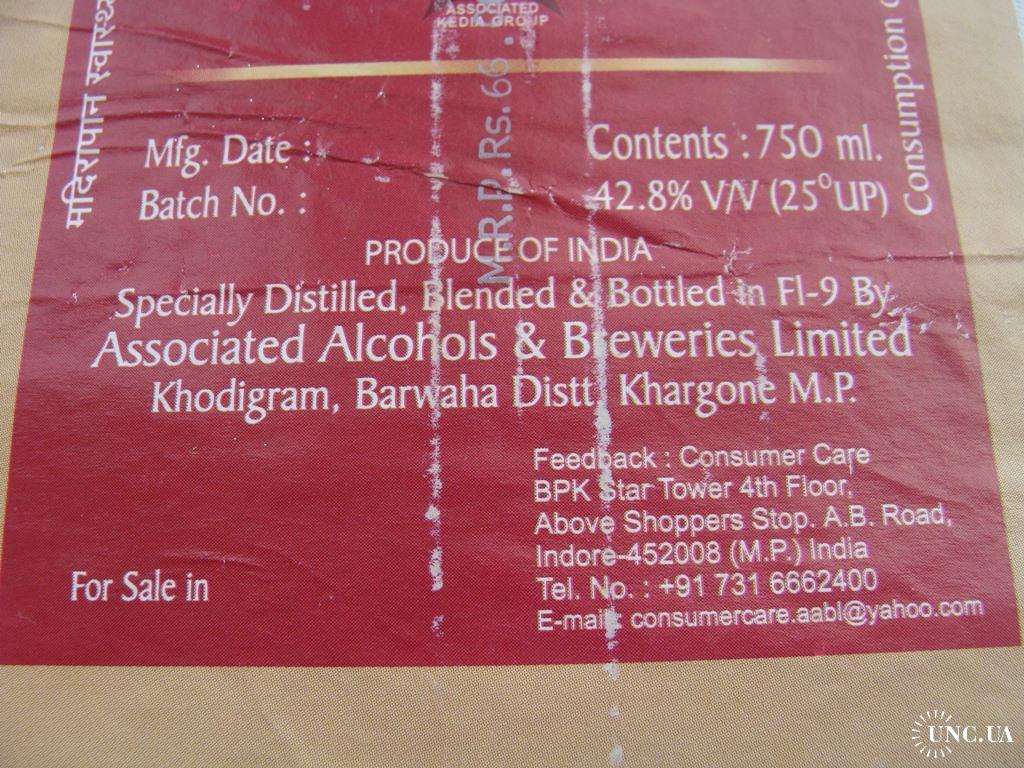 ASSOCIATED
KEDIA GROUP
मदिरापान स्वास्थ्य
Consumption
M.R.P. Rs. 66.
Mfg. Date :
Batch No. :
Contents : 750 ml.
42.8% V/V (25°UP)
PRODUCE OF INDIA
Specially Distilled, Blended & Bottled in Fl-9 By
Associated Alcohols & Breweries Limited
Khodigram, Barwaha Distt. Khargone M.P.
Feedback : Consumer Care
BPK Star Tower 4th Floor,
Above Shoppers Stop. A.B. Road,
Indore-452008 (M.P.) India
Tel. No. : +91 731 6662400
E-mail: consumercare.aabl@yahoo.com
For Sale in
UNC.UA